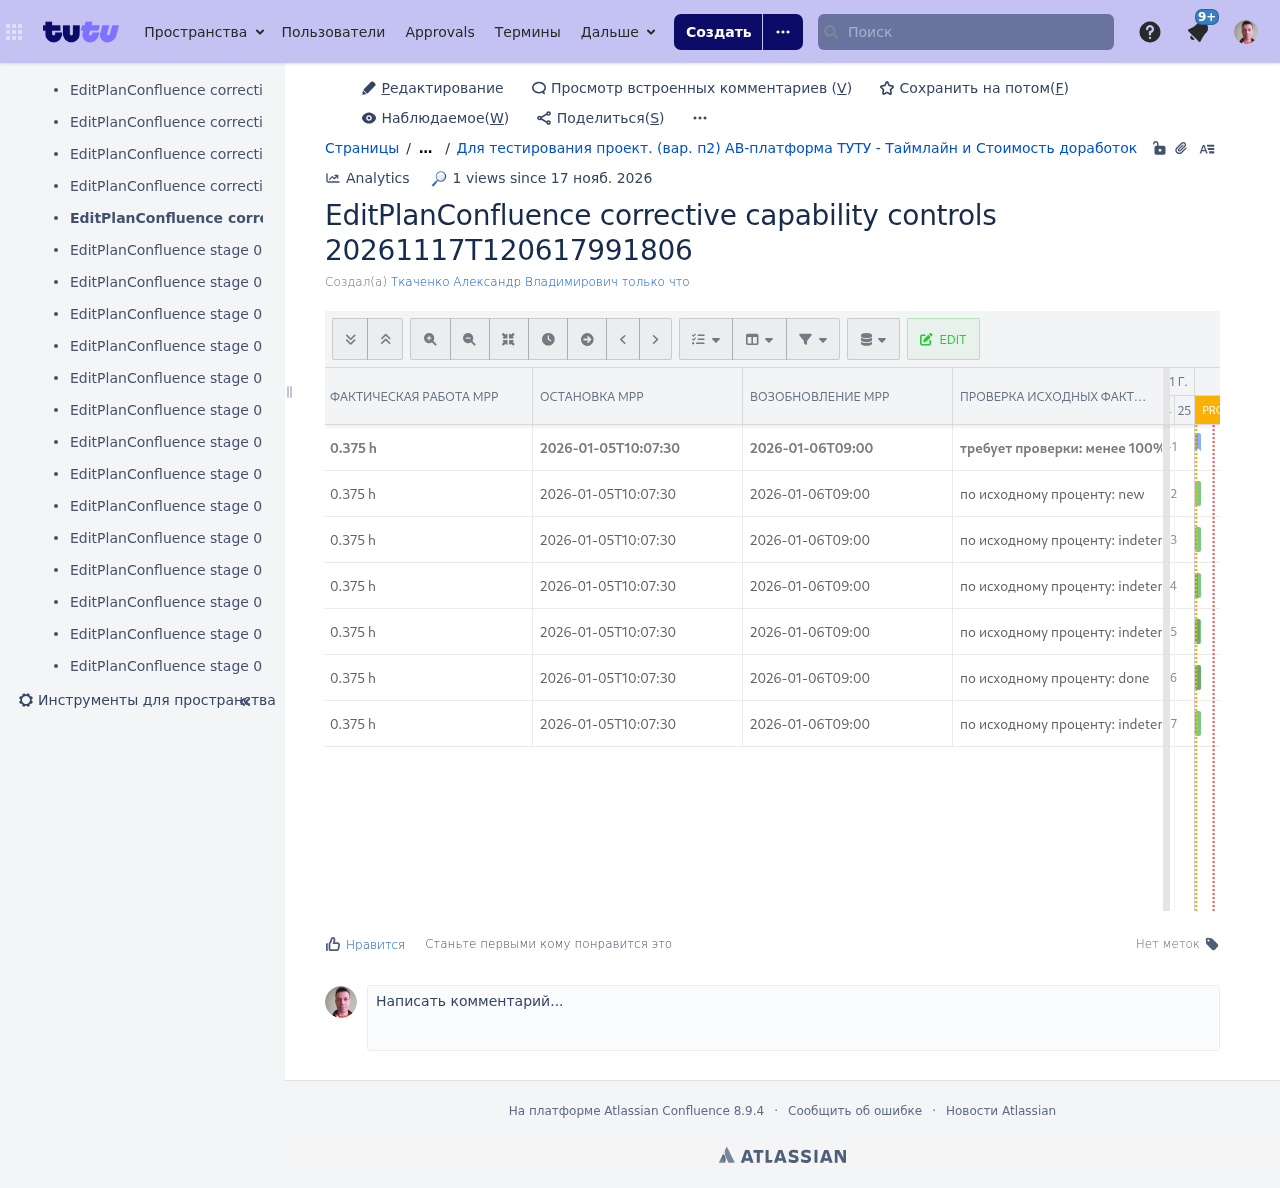 tutu Пространства Пользователи Approvals Термины Дальше Создать ... Поиск 9+
EditPlanConfluence correcti
EditPlanConfluence correcti
EditPlanConfluence correcti
EditPlanConfluence correcti
EditPlanConfluence corre
EditPlanConfluence stage 0
EditPlanConfluence stage 0
EditPlanConfluence stage 0
EditPlanConfluence stage 0
EditPlanConfluence stage 0
EditPlanConfluence stage 0
EditPlanConfluence stage 0
EditPlanConfluence stage 0
EditPlanConfluence stage 0
EditPlanConfluence stage 0
EditPlanConfluence stage 0
EditPlanConfluence stage 0
EditPlanConfluence stage 0
EditPlanConfluence stage 0
Инструменты для пространства
Редактирование Просмотр встроенных комментариев (V) Сохранить на потом(F)
Наблюдаемое(W) Поделиться(S) ...
Страницы / ... / Для тестирования проект. (вар. п2) АВ-платформа ТУТУ - Таймлайн и Стоимость доработок
Analytics 1 views since 17 нояб. 2026
EditPlanConfluence corrective capability controls
20261117T120617991806
Создал(а) Ткаченко Александр Владимирович только что
EDIT
ФАКТИЧЕСКАЯ РАБОТА MPP ОСТАНОВКА MPP ВОЗОБНОВЛЕНИЕ MPP ПРОВЕРКА ИСХОДНЫХ ФАКТ... 1 Г.
25 PRO
0.375 h 2026-01-05T10:07:30 2026-01-06T09:00 требует проверки: менее 100% -1
0.375 h 2026-01-05T10:07:30 2026-01-06T09:00 по исходному проценту: new 2
0.375 h 2026-01-05T10:07:30 2026-01-06T09:00 по исходному проценту: indeter 3
0.375 h 2026-01-05T10:07:30 2026-01-06T09:00 по исходному проценту: indeter 4
0.375 h 2026-01-05T10:07:30 2026-01-06T09:00 по исходному проценту: indeter 5
0.375 h 2026-01-05T10:07:30 2026-01-06T09:00 по исходному проценту: done 6
0.375 h 2026-01-05T10:07:30 2026-01-06T09:00 по исходному проценту: indeter 7
Нравится Станьте первыми кому понравится это Нет меток
Написать комментарий...
На платформе Atlassian Confluence 8.9.4 · Сообщить об ошибке · Новости Atlassian
ATLASSIAN